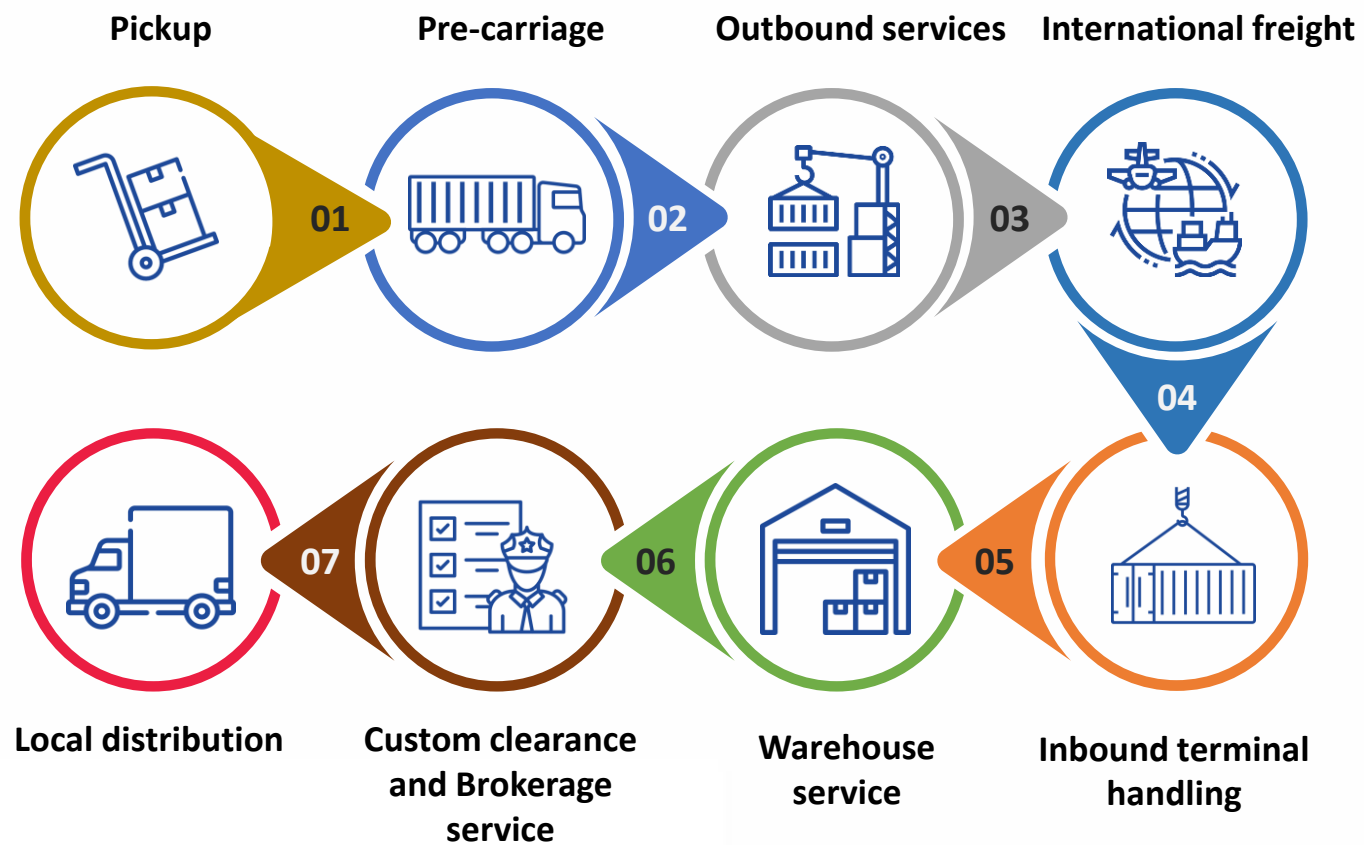 Pickup
Pre-carriage
Outbound services
International freight
01
02
03
04
05
06
07
Inbound terminal
handling
Warehouse
service
Custom clearance
and Brokerage
service
Local distribution